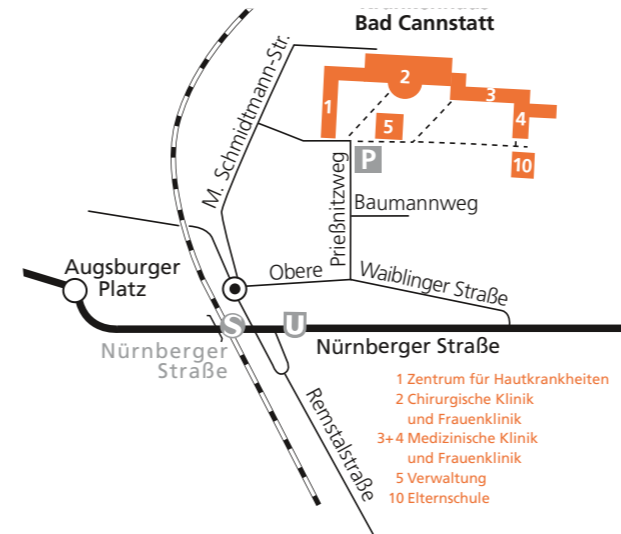 Bad Cannstatt
M. Schmidtmann-Str.
2
1
3
4
5
10
P
Prießnitzweg
Baumannweg
Augsburger
Platz
Obere
Waiblinger Straße
S
U
Nürnberger
Straße
Nürnberger Straße
Remstalstraße
1 Zentrum für Hautkrankheiten
2 Chirurgische Klinik
und Frauenklinik
3+4 Medizinische Klinik
und Frauenklinik
5 Verwaltung
10 Elternschule